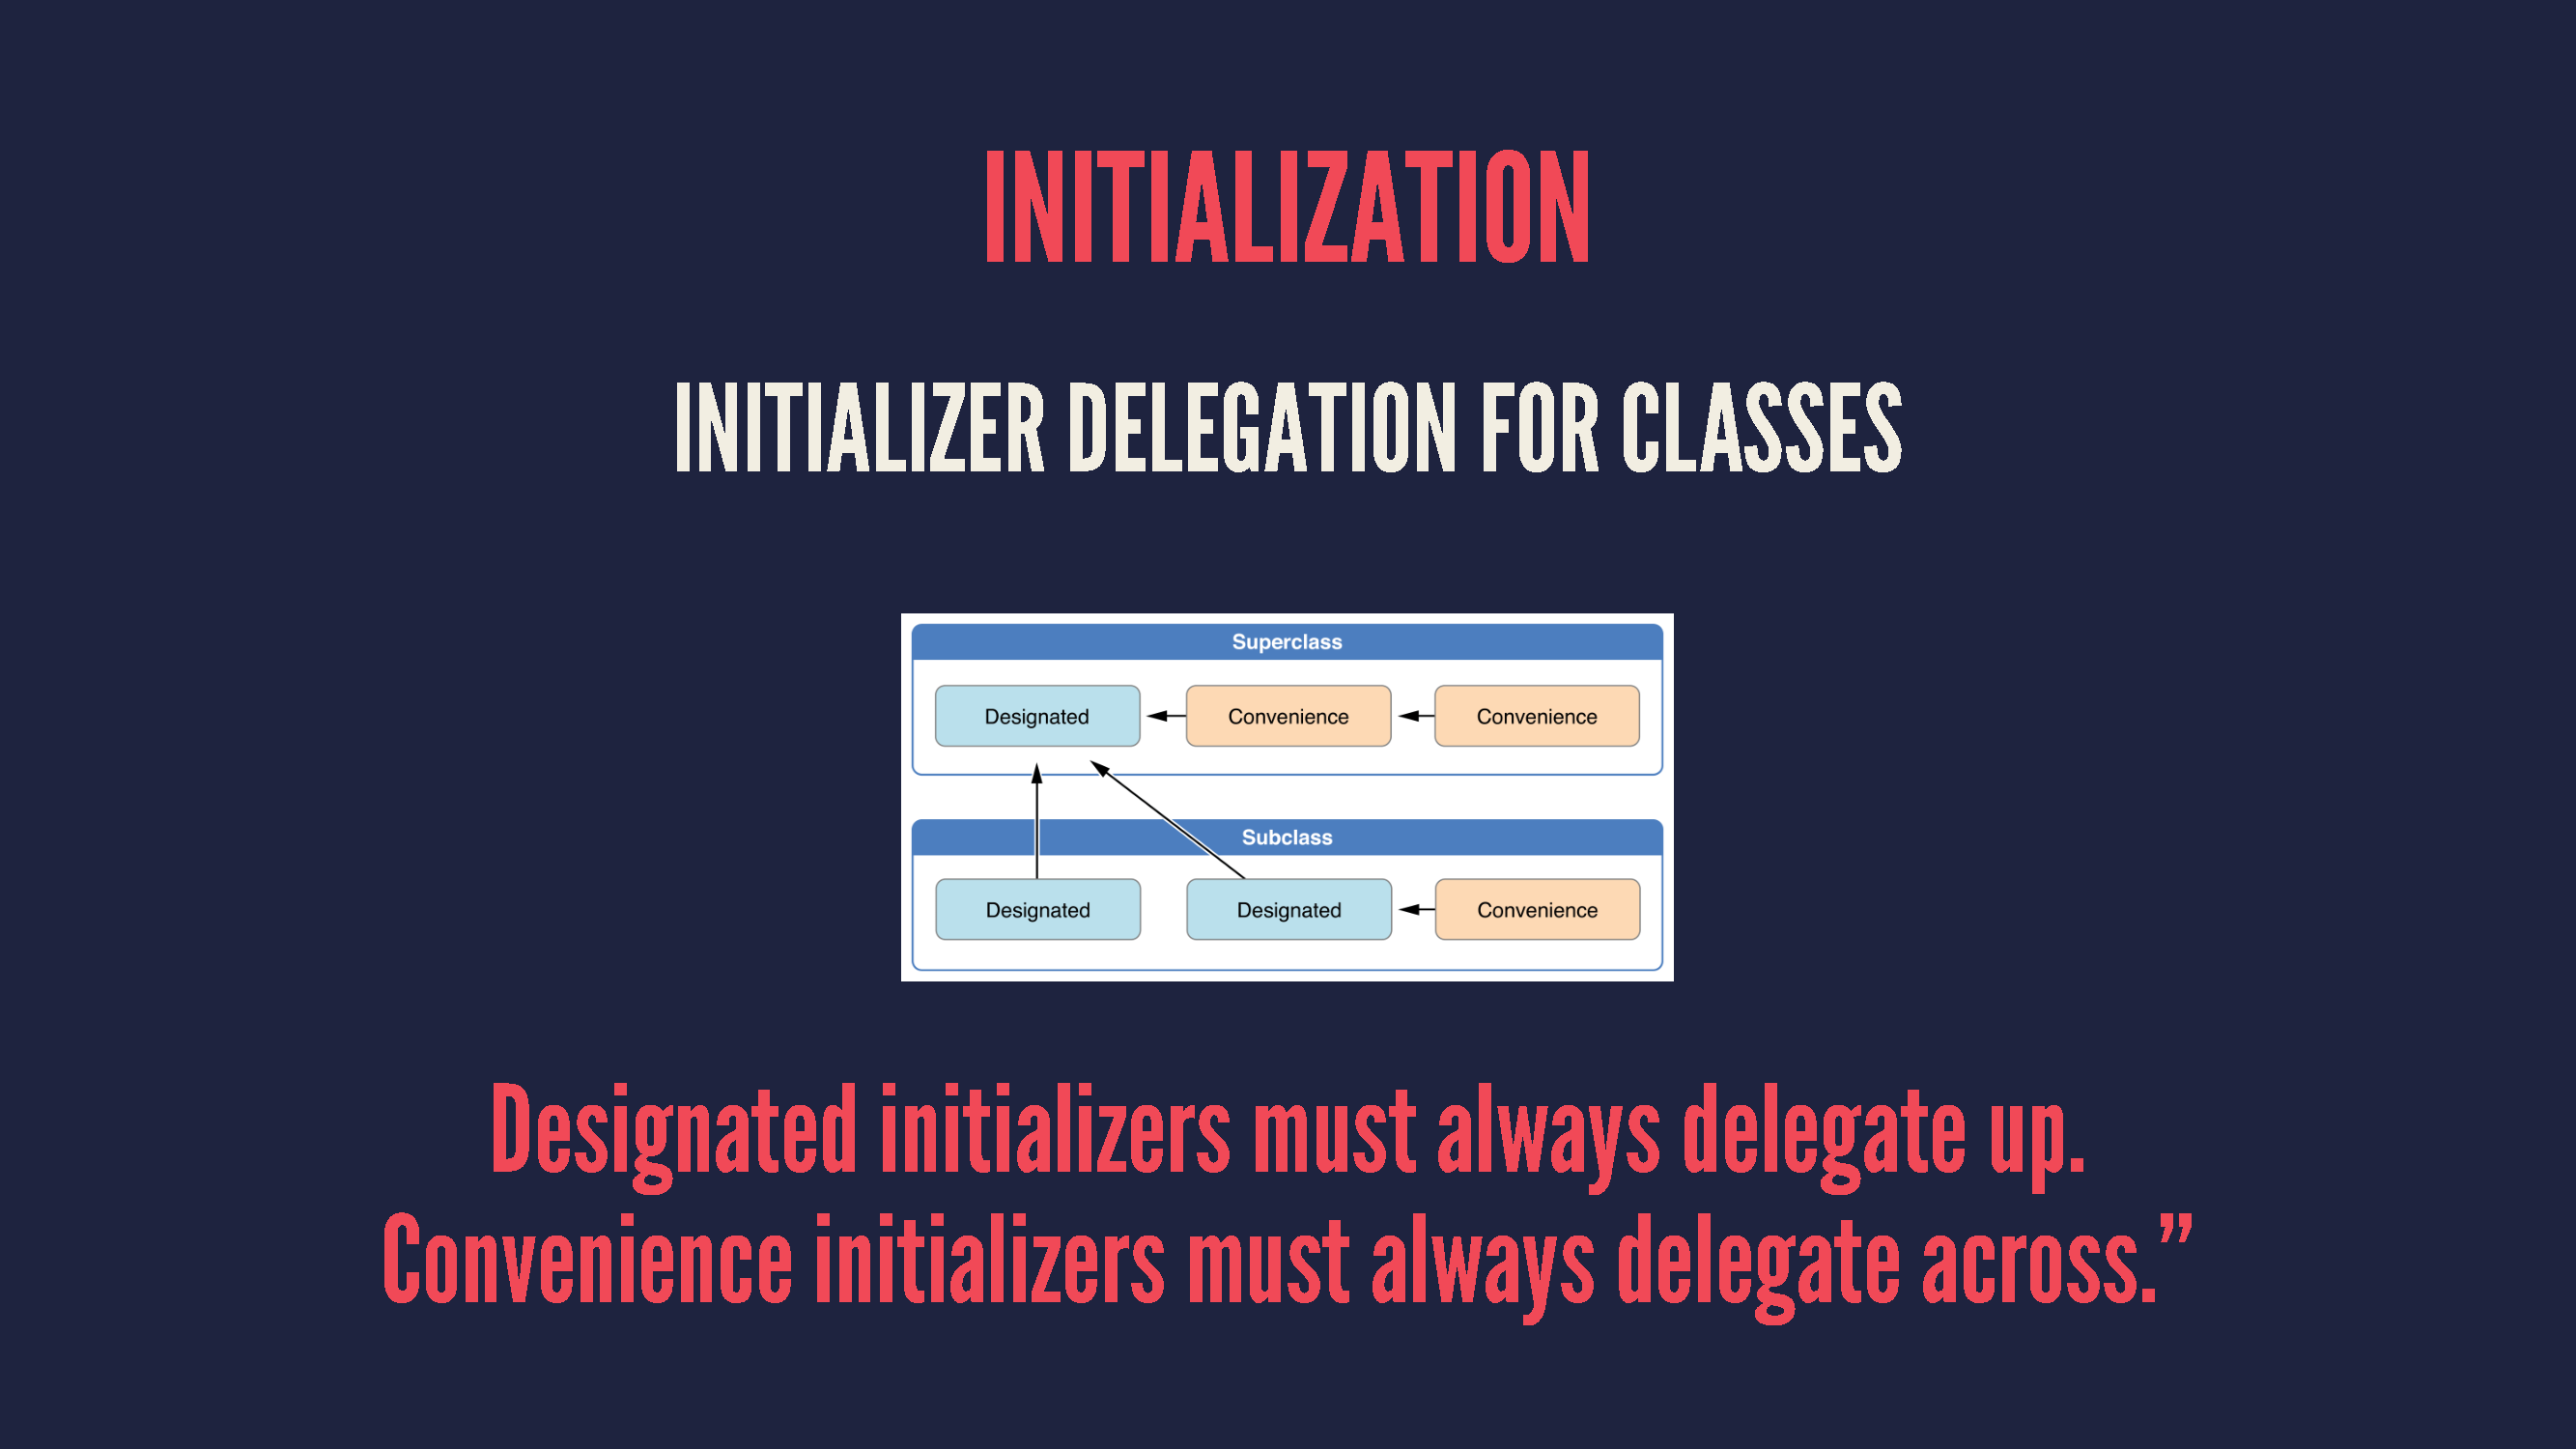 INITIALIZATION
INITIALIZER DELEGATION FOR CLASSES
Superclass
Designated Convenience Convenience
Subclass
Designated Designated Convenience
Designated initializers must always delegate up.
Convenience initializers must always delegate across.”